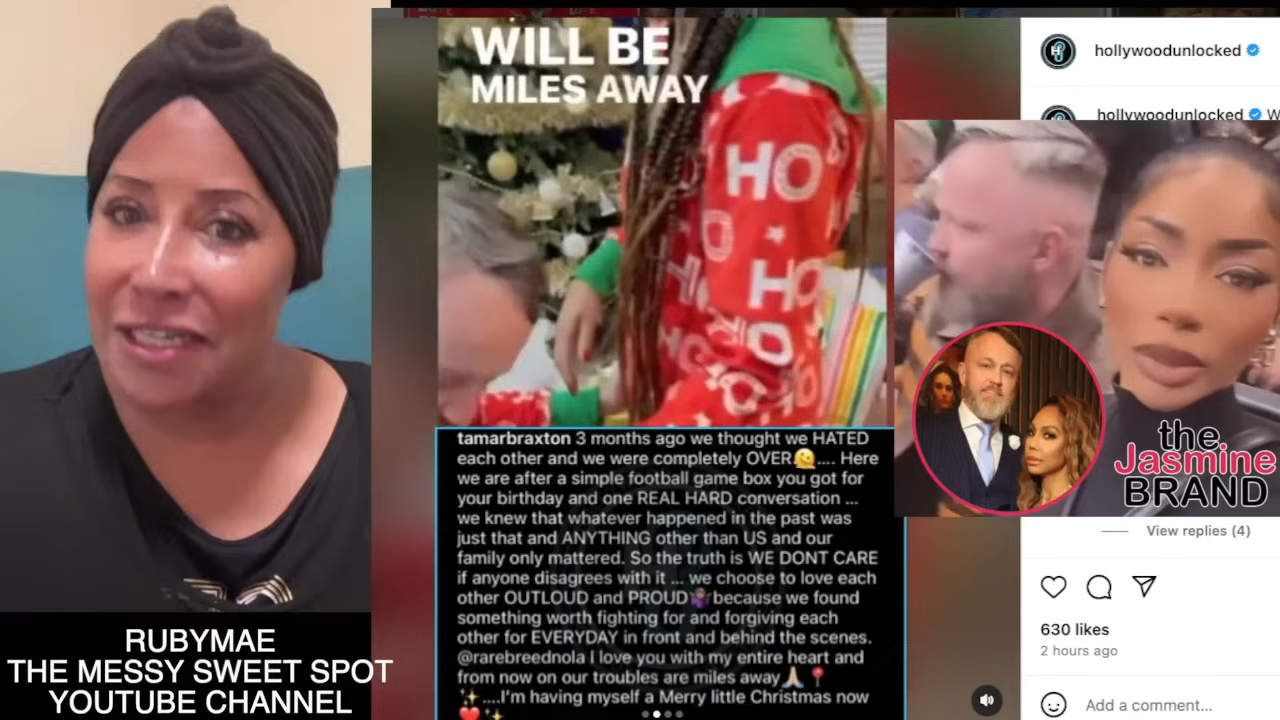 RUBYMAE
THE MESSY SWEET SPOT
YOUTUBE CHANNEL
WILL BE
MILES AWAY
HO
HO
O
tamarbraxton 3 months ago we thought we HATED
each other and we were completely OVER🫠.... Here
we are after a simple football game box you got for
your birthday and one REAL HARD conversation ...
we knew that whatever happened in the past was
just that and ANYTHING other than US and our
family only mattered. So the truth is WE DONT CARE
if anyone disagrees with it ... we choose to love each
other OUTLOUD and PROUD🤷🏾‍♀️because we found
something worth fighting for and forgiving each
other for EVERYDAY in front and behind the scenes.
@rarebreednola I love you with my entire heart and
from now on our troubles are miles away🙏🏼📍
✨....I'm having myself a Merry little Christmas now
❤️✨
hollywoodunlocked
hollywoodunlocked W
the
Jasmine
BRAND
View replies (4)
630 likes
2 hours ago
Add a comment...